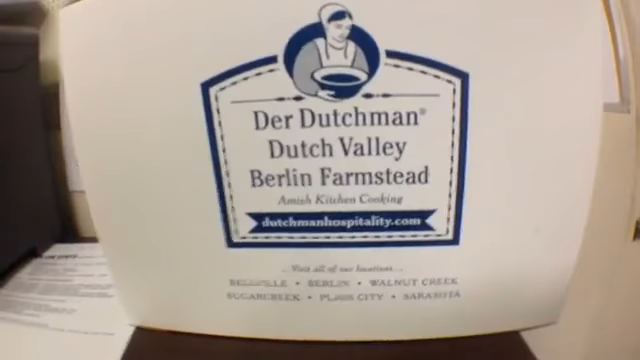 Der Dutchman®
Dutch Valley
Berlin Farmstead
Amish Kitchen Cooking
dutchmanhospitality.com
...Visit all of our locations...
BERLIN • WALNUT CREEK
SUGARCREEK • PLAIN CITY • SARASOTA